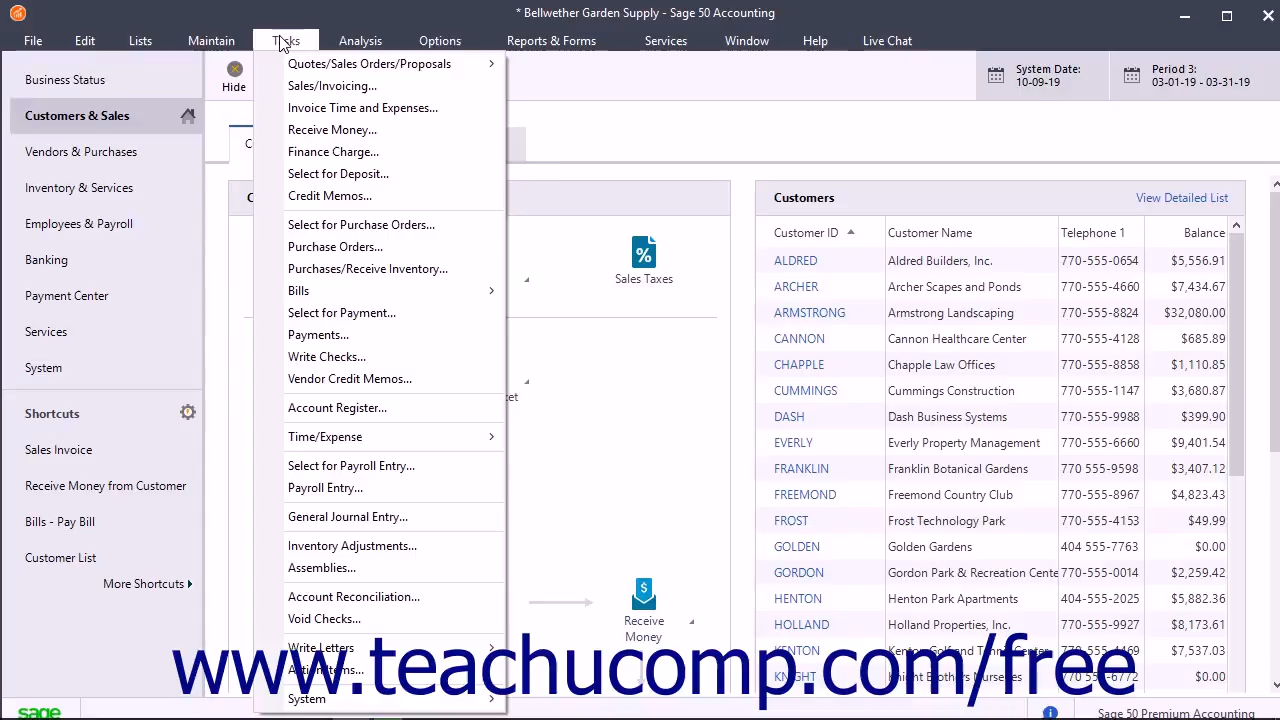 * Bellwether Garden Supply - Sage 50 Accounting
File Edit Lists Maintain Tasks Analysis Options Reports & Forms Services Window Help Live Chat
Business Status
Customers & Sales
Vendors & Purchases
Inventory & Services
Employees & Payroll
Banking
Payment Center
Services
System
Shortcuts
Sales Invoice
Receive Money from Customer
Bills - Pay Bill
Customer List
More Shortcuts
sage
Quotes/Sales Orders/Proposals
Sales/Invoicing...
Invoice Time and Expenses...
Receive Money...
Finance Charge...
Select for Deposit...
Credit Memos...
Select for Purchase Orders...
Purchase Orders...
Purchases/Receive Inventory...
Bills
Select for Payment...
Payments...
Write Checks...
Vendor Credit Memos...
Account Register...
Time/Expense
Select for Payroll Entry...
Payroll Entry...
General Journal Entry...
Inventory Adjustments...
Assemblies...
Account Reconciliation...
Void Checks...
Write Letters
Action Items...
System
Hide
System Date:
10-09-19
Period 3:
03-01-19 - 03-31-19
Sales Taxes
Receive
Money
Customers View Detailed List
Customer ID Customer Name Telephone 1 Balance
ALDRED Aldred Builders, Inc. 770-555-0654 $5,556.91
ARCHER Archer Scapes and Ponds 770-555-4660 $7,434.67
ARMSTRONG Armstrong Landscaping 770-555-8824 $32,080.00
CANNON Cannon Healthcare Center 770-555-4128 $685.89
CHAPPLE Chapple Law Offices 770-555-8858 $1,110.85
CUMMINGS Cummings Construction 770-555-1147 $3,680.87
DASH Dash Business Systems 770-555-9988 $399.90
EVERLY Everly Property Management 770-555-6660 $9,401.54
FRANKLIN Franklin Botanical Gardens 770 555-9598 $3,407.12
FREEMOND Freemond Country Club 770-555-8967 $4,823.43
FROST Frost Technology Park 770-555-4153 $49.99
GOLDEN Golden Gardens 404 555-7763 $0.00
GORDON Gordon Park & Recreation Cente 770-555-0014 $2,259.42
HENTON Henton Park Apartments 404-555-2025 $5,882.36
HOLLAND Holland Properties, Inc. 770-555-9927 $8,173.61
KENTON Kenton Golf and Tennis Center $7,537.03
KNIGHT Knight Brothers Nurseries $0.00
www.teachucomp.com/free
Sage 50 Premium Accounting